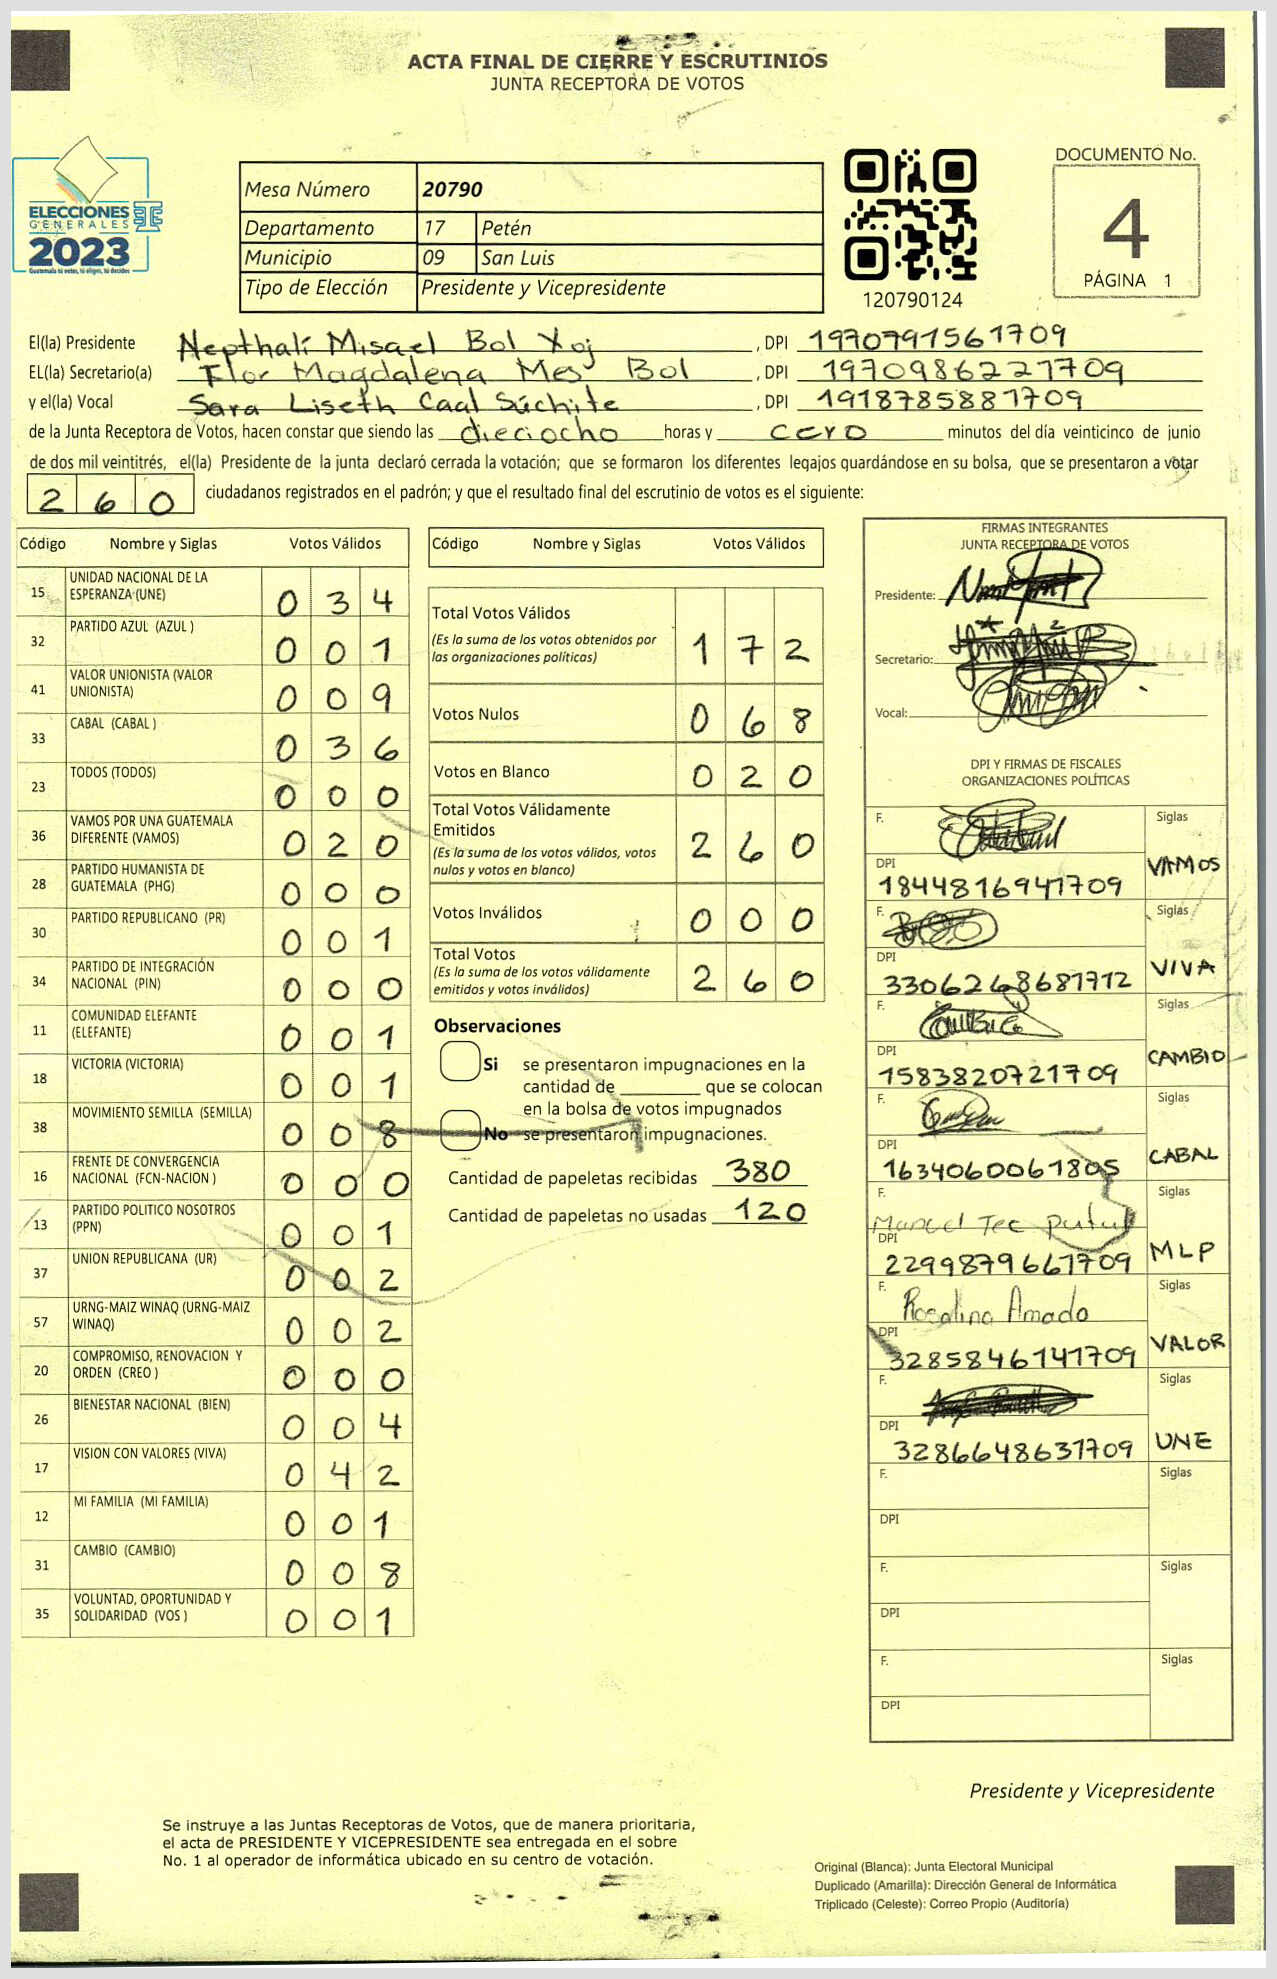 ACTA FINAL DE CIERRE Y ESCRUTINIOS
JUNTA RECEPTORA DE VOTOS
ELECCIONES
GENERALES
2023
Guatemala tú votas, tú eliges, tú decides
Mesa Número 20790
Departamento 17 Petén
Municipio 09 San Luis
Tipo de Elección Presidente y Vicepresidente
120790124
DOCUMENTO No.
4
PÁGINA 1
El(la) Presidente Nepthalí Misael Bol Xoj, DPI 1970791561709
EL(la) Secretario(a) Flor Magdalena Mes Bol, DPI 1970986221709
y el(la) Vocal Sara Liseth Caal Súchite, DPI 1918785881709
de la Junta Receptora de Votos, hacen constar que siendo las dieciocho horas y cero minutos del día veinticinco de junio
de dos mil veintitrés, el(la) Presidente de la junta declaró cerrada la votación; que se formaron los diferentes legajos guardándose en su bolsa, que se presentaron a votar
260 ciudadanos registrados en el padrón; y que el resultado final del escrutinio de votos es el siguiente:
Código Nombre y Siglas Votos Válidos
15 UNIDAD NACIONAL DE LA ESPERANZA (UNE) 0 3 4
32 PARTIDO AZUL (AZUL ) 0 0 1
41 VALOR UNIONISTA (VALOR UNIONISTA) 0 0 9
33 CABAL (CABAL ) 0 3 6
23 TODOS (TODOS) 0 0 0
36 VAMOS POR UNA GUATEMALA DIFERENTE (VAMOS) 0 2 0
28 PARTIDO HUMANISTA DE GUATEMALA (PHG) 0 0 0
30 PARTIDO REPUBLICANO (PR) 0 0 1
34 PARTIDO DE INTEGRACIÓN NACIONAL (PIN) 0 0 0
11 COMUNIDAD ELEFANTE (ELEFANTE) 0 0 1
18 VICTORIA (VICTORIA) 0 0 1
38 MOVIMIENTO SEMILLA (SEMILLA) 0 0 8
16 FRENTE DE CONVERGENCIA NACIONAL (FCN-NACION ) 0 0 0
13 PARTIDO POLITICO NOSOTROS (PPN) 0 0 1
37 UNION REPUBLICANA (UR) 0 0 2
57 URNG-MAIZ WINAQ (URNG-MAIZ WINAQ) 0 0 2
20 COMPROMISO, RENOVACION Y ORDEN (CREO ) 0 0 0
26 BIENESTAR NACIONAL (BIEN) 0 0 4
17 VISION CON VALORES (VIVA) 0 4 2
12 MI FAMILIA (MI FAMILIA) 0 0 1
31 CAMBIO (CAMBIO) 0 0 8
35 VOLUNTAD, OPORTUNIDAD Y SOLIDARIDAD (VOS ) 0 0 1
Código Nombre y Siglas Votos Válidos
Total Votos Válidos 1 7 2
(Es la suma de los votos obtenidos por las organizaciones políticas)
Votos Nulos 0 6 8
Votos en Blanco 0 2 0
Total Votos Válidamente Emitidos 2 6 0
(Es la suma de los votos válidos, votos nulos y votos en blanco)
Votos Inválidos 0 0 0
Total Votos 2 6 0
(Es la suma de los votos válidamente emitidos y votos inválidos)
Observaciones
Si se presentaron impugnaciones en la
cantidad de ________ que se colocan
en la bolsa de votos impugnados
No se presentaron impugnaciones.
Cantidad de papeletas recibidas 380
Cantidad de papeletas no usadas 120
FIRMAS INTEGRANTES
JUNTA RECEPTORA DE VOTOS
Presidente:
Secretario:
Vocal:
DPI Y FIRMAS DE FISCALES
ORGANIZACIONES POLÍTICAS
F. Siglas
DPI 1844816941709 VAMOS
F. Siglas
DPI 3306268681712 VIVA
F. Siglas
DPI 1583820721709 CAMBIO
F. Siglas
DPI 1634060061805 CABAL
F. Manuel Tec Siglas
DPI 2299879661709 MLP
F. Rosalino Amado Siglas
DPI 3285846141709 VALOR
F. Siglas
DPI 3286648631709 UNE
F. Siglas
DPI
F. Siglas
DPI
F. Siglas
DPI
Presidente y Vicepresidente
Se instruye a las Juntas Receptoras de Votos, que de manera prioritaria,
el acta de PRESIDENTE Y VICEPRESIDENTE sea entregada en el sobre
No. 1 al operador de informática ubicado en su centro de votación.
Original (Blanca): Junta Electoral Municipal
Duplicado (Amarilla): Dirección General de Informática
Triplicado (Celeste): Correo Propio (Auditoría)